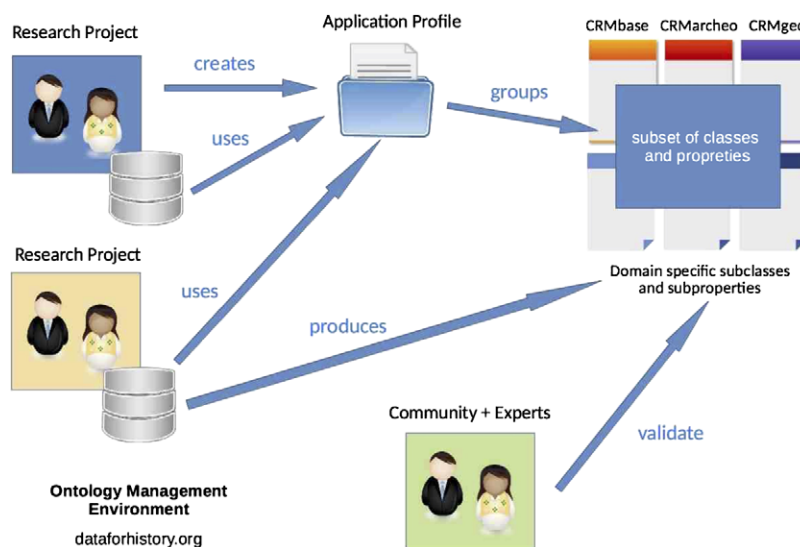 Research Project
Application Profile
CRMbase CRMarcheo CRMgeo
creates
groups
uses
subset of classes
and propreties
Research Project
uses
Domain specific subclasses
and subproperties
produces
Community + Experts
validate
Ontology Management
Environment
dataforhistory.org